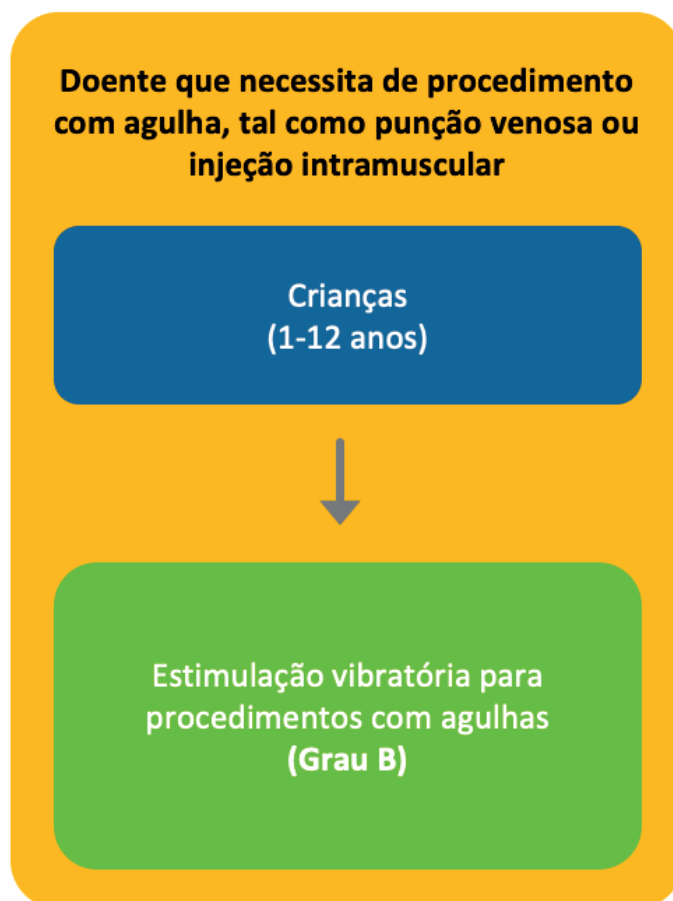 Doente que necessita de procedimento
com agulha, tal como punção venosa ou
injeção intramuscular
Crianças
(1-12 anos)
Estimulação vibratória para
procedimentos com agulhas
(Grau B)